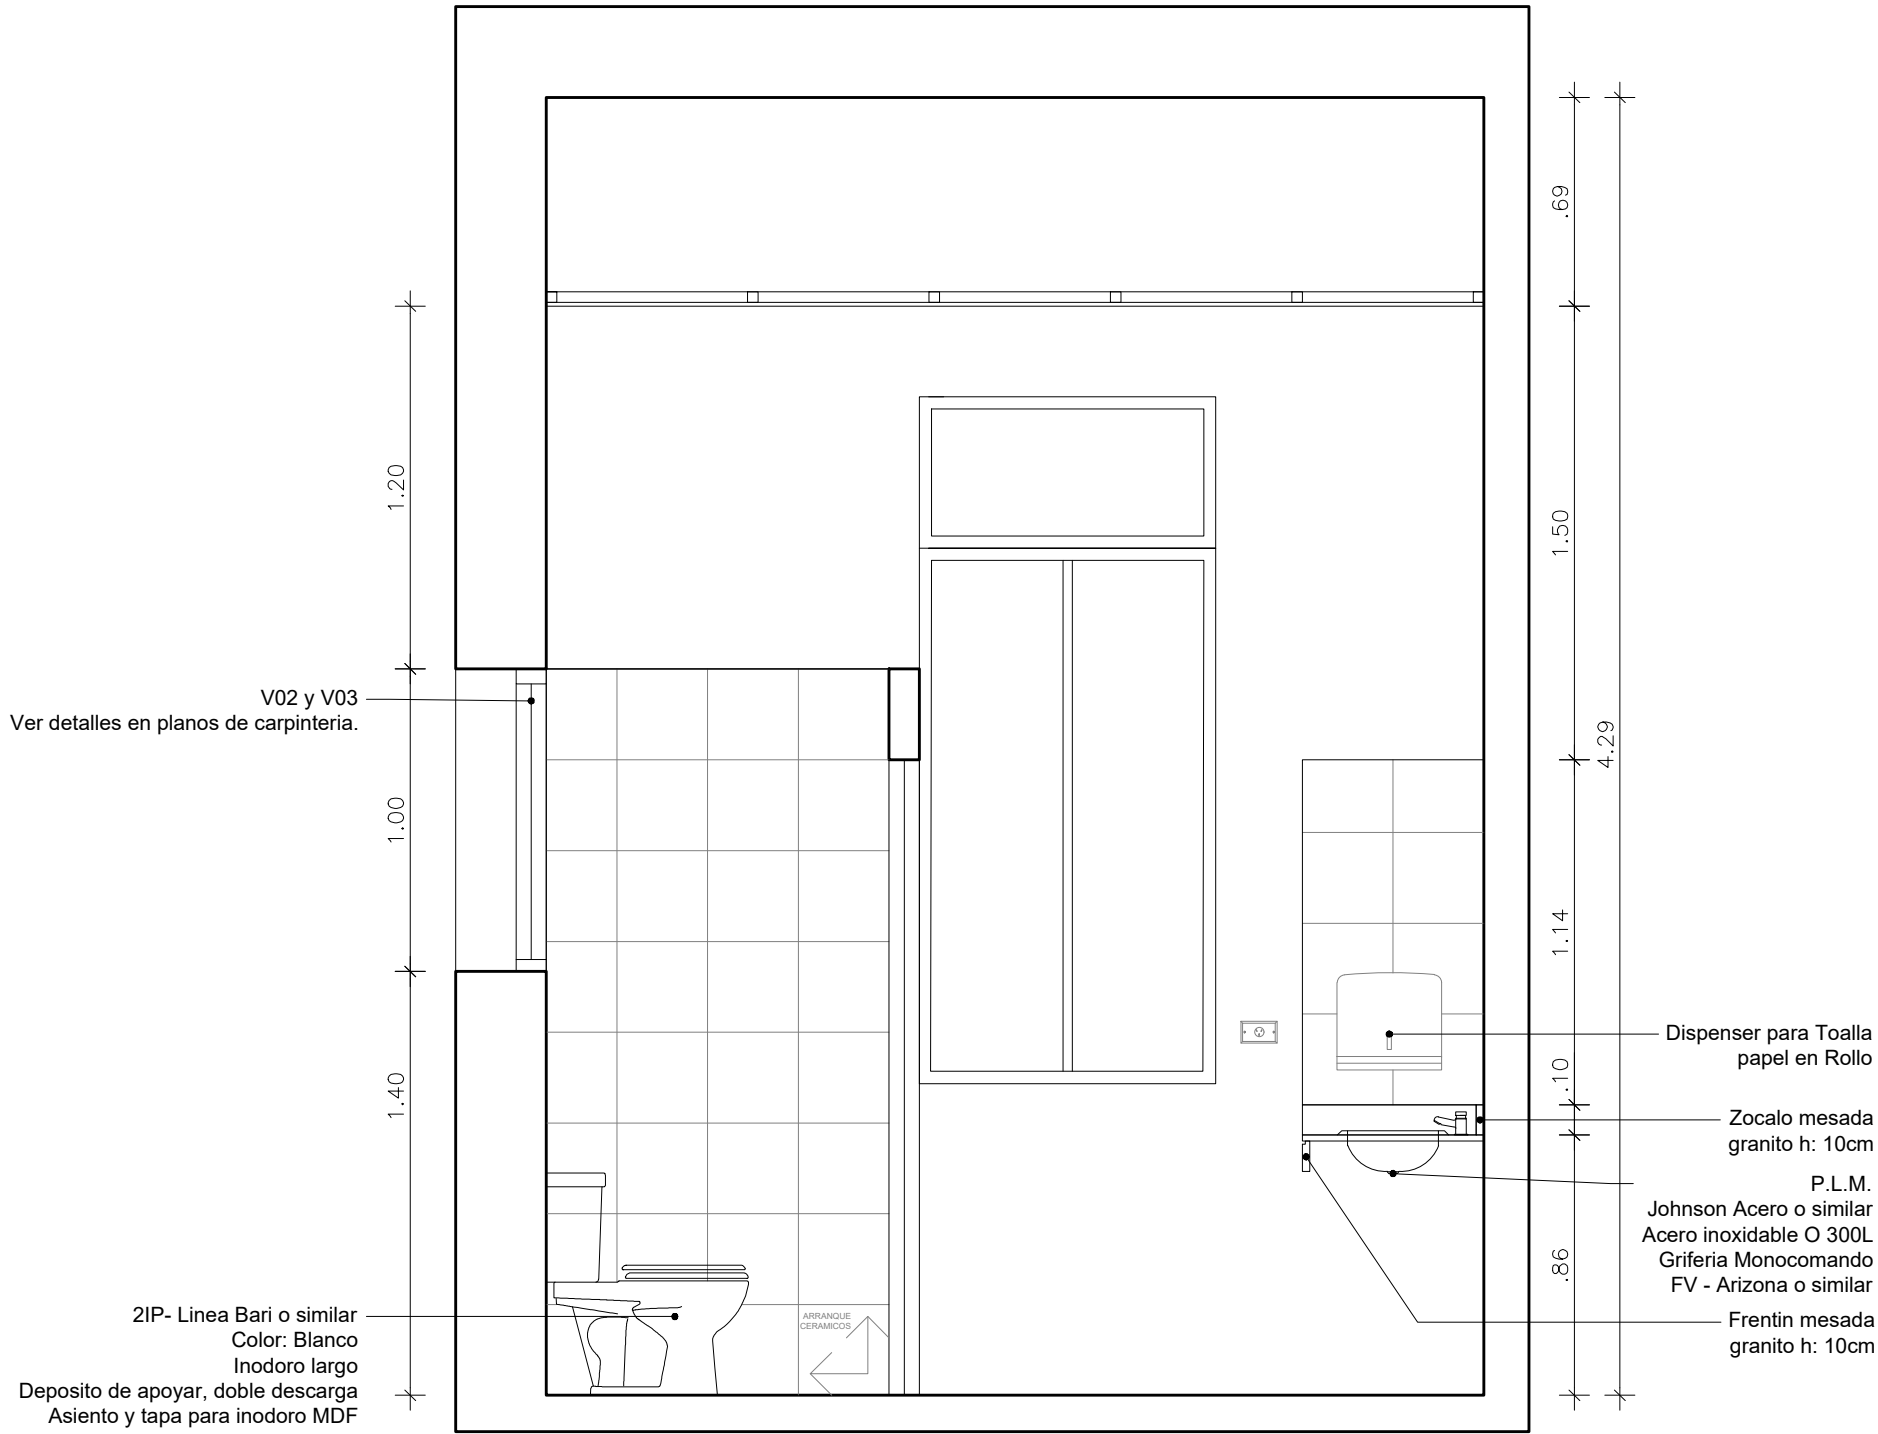 .69
1.20
1.50
V02 y V03
Ver detalles en planos de carpinteria.
4.29
1.00
1.14
Dispenser para Toalla
papel en Rollo
.10
1.40
Zocalo mesada
granito h: 10cm
P.L.M.
Johnson Acero o similar
Acero inoxidable O 300L
Griferia Monocomando
FV - Arizona o similar
.86
Frentin mesada
granito h: 10cm
ARRANQUE
CERAMICOS
2IP- Linea Bari o similar
Color: Blanco
Inodoro largo
Deposito de apoyar, doble descarga
Asiento y tapa para inodoro MDF